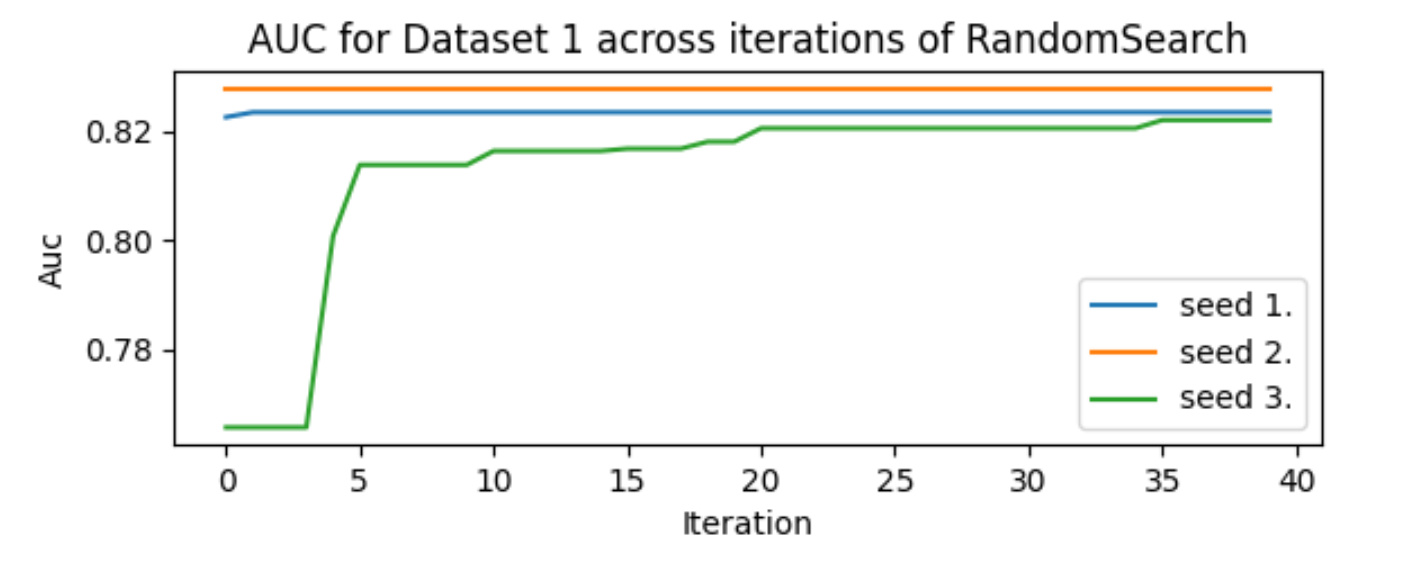 AUC for Dataset 1 across iterations of RandomSearch
0.82
0.80
0.78
Auc
seed 1.
seed 2.
seed 3.
0 5 10 15 20 25 30 35 40
Iteration